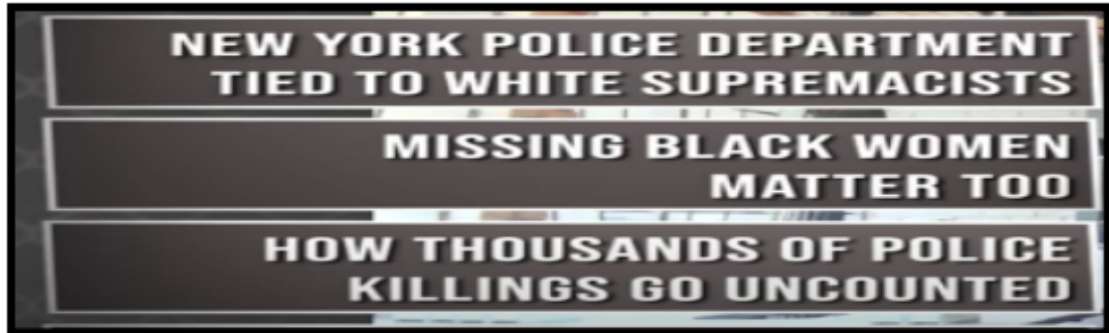 NEW YORK POLICE DEPARTMENT
TIED TO WHITE SUPREMACISTS
MISSING BLACK WOMEN
MATTER TOO
HOW THOUSANDS OF POLICE
KILLINGS GO UNCOUNTED